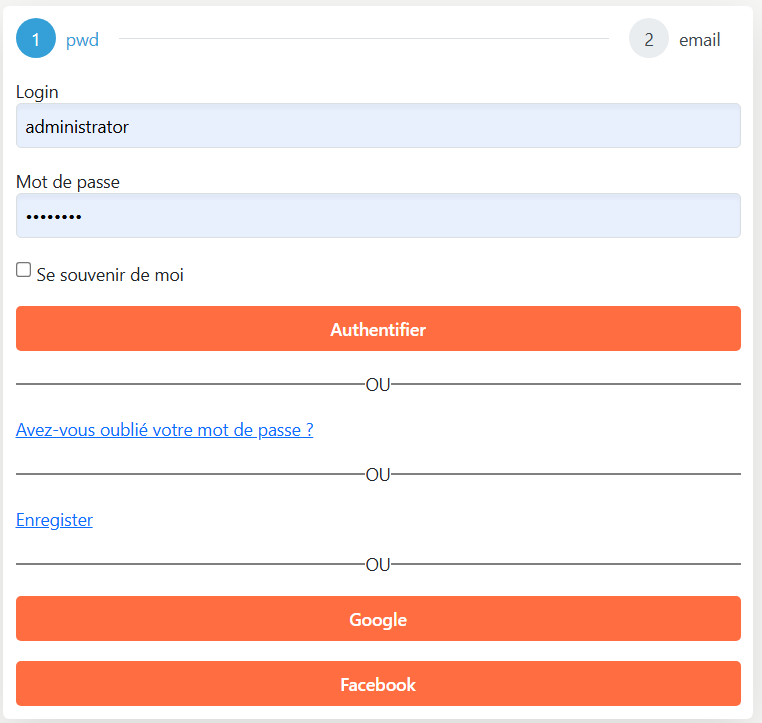 1 pwd 2 email
Login
administrator
Mot de passe
••••••••
Se souvenir de moi
Authentifier
OU
Avez-vous oublié votre mot de passe ?
OU
Enregister
OU
Google
Facebook